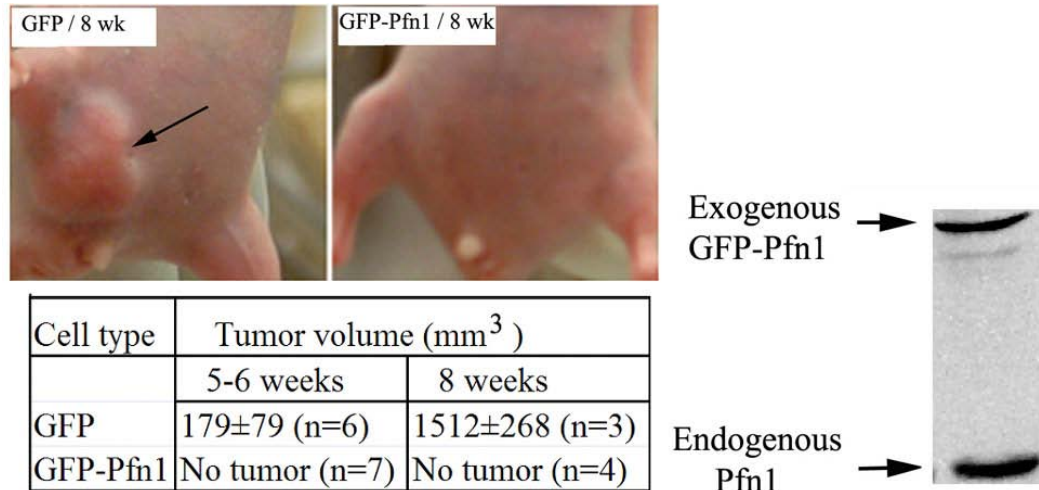 GFP / 8 wk
GFP-Pfn1 / 8 wk
Cell type Tumor volume (mm³ )
5-6 weeks 8 weeks
GFP 179±79 (n=6) 1512±268 (n=3)
GFP-Pfn1 No tumor (n=7) No tumor (n=4)
Exogenous
GFP-Pfn1
Endogenous
Pfn1